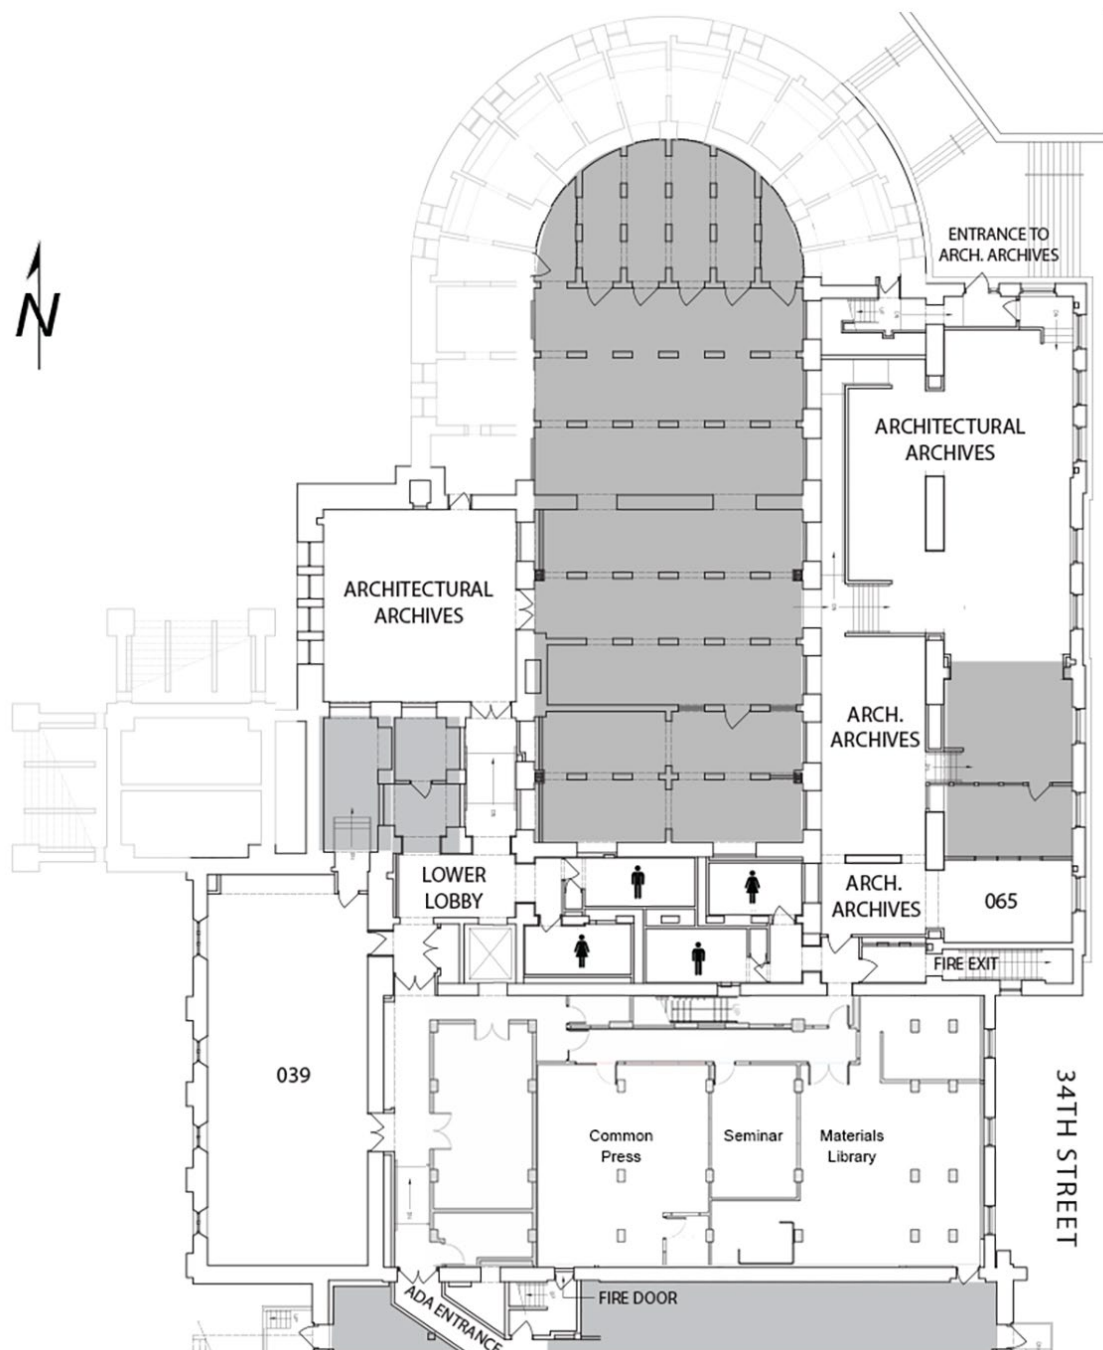 ENTRANCE TO
ARCH. ARCHIVES
N
ARCHITECTURAL
ARCHIVES
ARCHITECTURAL
ARCHIVES
ARCH.
ARCHIVES
LOWER
LOBBY
ARCH.
ARCHIVES
065
FIRE EXIT
039
34TH STREET
Common
Press
Seminar
Materials
Library
FIRE DOOR
ADA ENTRANCE